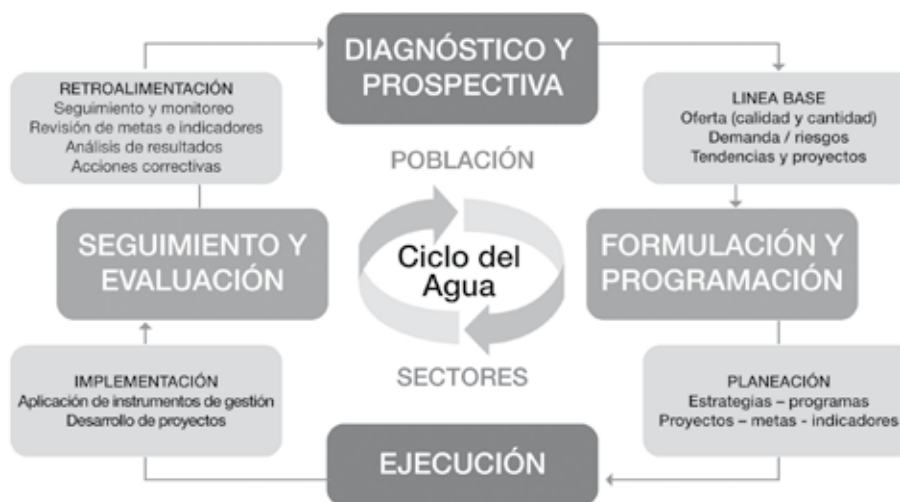 DIAGNÓSTICO Y
PROSPECTIVA
RETROALIMENTACIÓN
Seguimiento y monitoreo
Revisión de metas e indicadores
Análisis de resultados
Acciones correctivas
LINEA BASE
Oferta (calidad y cantidad)
Demanda / riesgos
Tendencias y proyectos
POBLACIÓN
SEGUIMIENTO Y
EVALUACIÓN
Ciclo del
Agua
FORMULACIÓN Y
PROGRAMACIÓN
SECTORES
IMPLEMENTACIÓN
Aplicación de instrumentos de gestión
Desarrollo de proyectos
PLANEACIÓN
Estrategias – programas
Proyectos – metas - indicadores
EJECUCIÓN